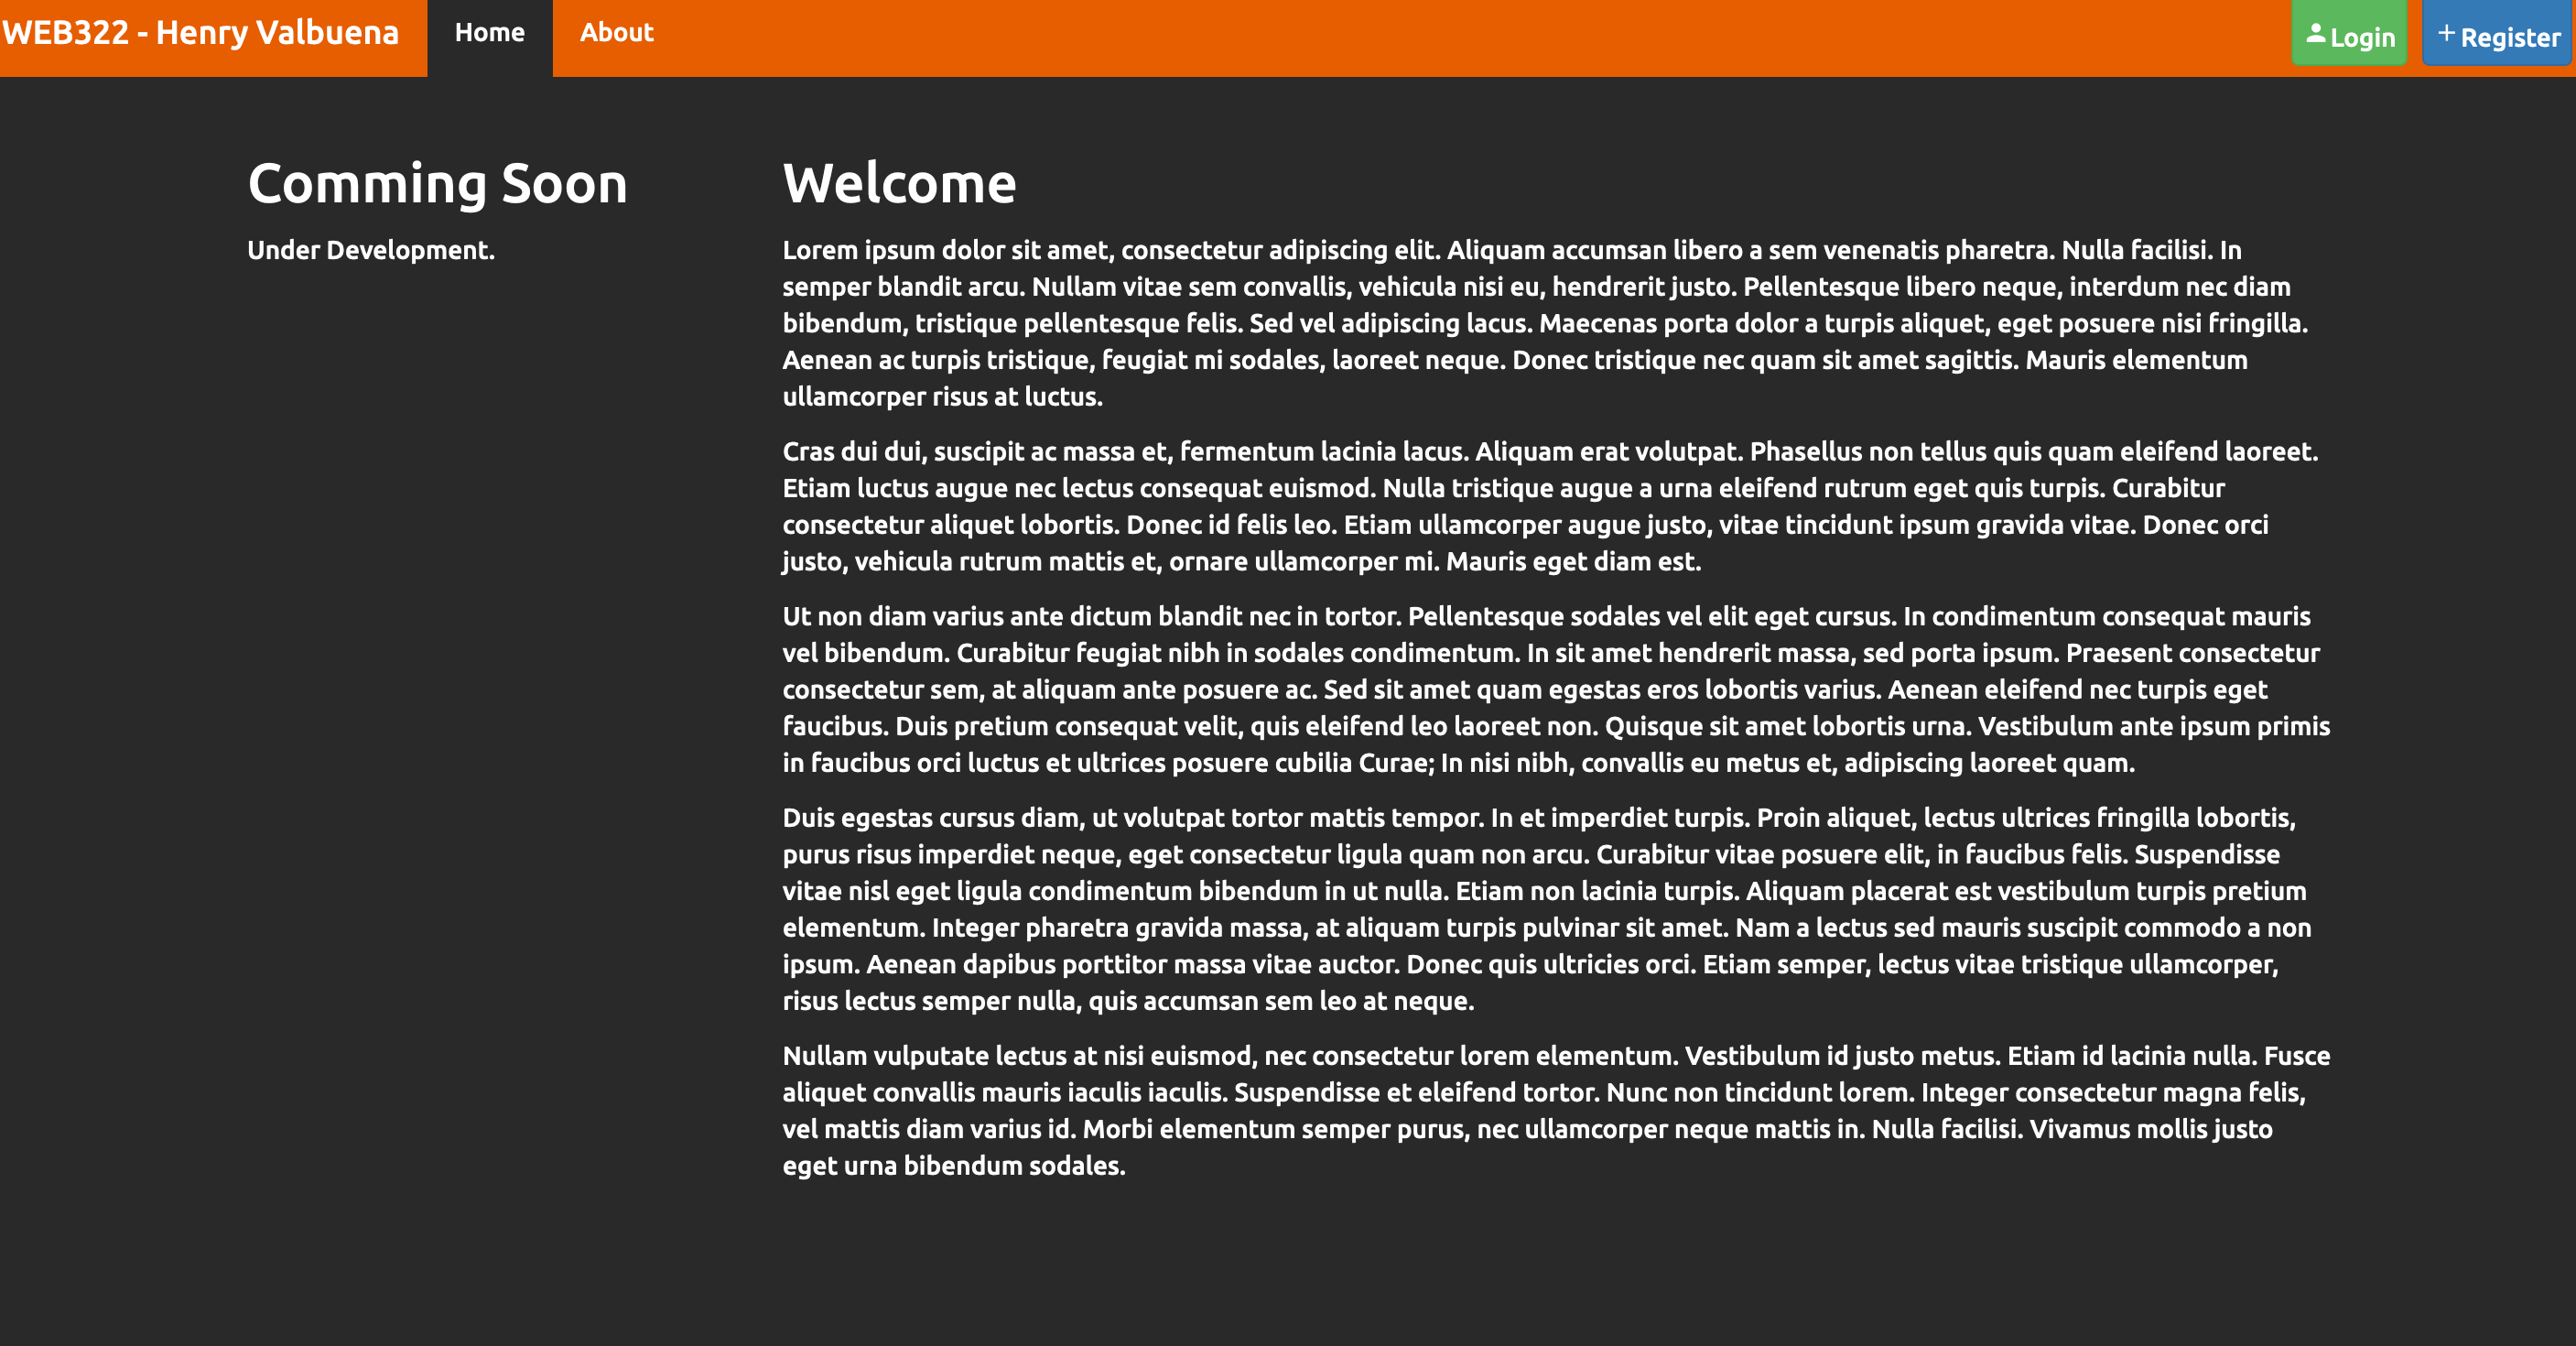 WEB322 - Henry Valbuena
Home
About
Login
Register
Comming Soon
Under Development.
Welcome
Lorem ipsum dolor sit amet, consectetur adipiscing elit. Aliquam accumsan libero a sem venenatis pharetra. Nulla facilisi. In
semper blandit arcu. Nullam vitae sem convallis, vehicula nisi eu, hendrerit justo. Pellentesque libero neque, interdum nec diam
bibendum, tristique pellentesque felis. Sed vel adipiscing lacus. Maecenas porta dolor a turpis aliquet, eget posuere nisi fringilla.
Aenean ac turpis tristique, feugiat mi sodales, laoreet neque. Donec tristique nec quam sit amet sagittis. Mauris elementum
ullamcorper risus at luctus.
Cras dui dui, suscipit ac massa et, fermentum lacinia lacus. Aliquam erat volutpat. Phasellus non tellus quis quam eleifend laoreet.
Etiam luctus augue nec lectus consequat euismod. Nulla tristique augue a urna eleifend rutrum eget quis turpis. Curabitur
consectetur aliquet lobortis. Donec id felis leo. Etiam ullamcorper augue justo, vitae tincidunt ipsum gravida vitae. Donec orci
justo, vehicula rutrum mattis et, ornare ullamcorper mi. Mauris eget diam est.
Ut non diam varius ante dictum blandit nec in tortor. Pellentesque sodales vel elit eget cursus. In condimentum consequat mauris
vel bibendum. Curabitur feugiat nibh in sodales condimentum. In sit amet hendrerit massa, sed porta ipsum. Praesent consectetur
consectetur sem, at aliquam ante posuere ac. Sed sit amet quam egestas eros lobortis varius. Aenean eleifend nec turpis eget
faucibus. Duis pretium consequat velit, quis eleifend leo laoreet non. Quisque sit amet lobortis urna. Vestibulum ante ipsum primis
in faucibus orci luctus et ultrices posuere cubilia Curae; In nisi nibh, convallis eu metus et, adipiscing laoreet quam.
Duis egestas cursus diam, ut volutpat tortor mattis tempor. In et imperdiet turpis. Proin aliquet, lectus ultrices fringilla lobortis,
purus risus imperdiet neque, eget consectetur ligula quam non arcu. Curabitur vitae posuere elit, in faucibus felis. Suspendisse
vitae nisl eget ligula condimentum bibendum in ut nulla. Etiam non lacinia turpis. Aliquam placerat est vestibulum turpis pretium
elementum. Integer pharetra gravida massa, at aliquam turpis pulvinar sit amet. Nam a lectus sed mauris suscipit commodo a non
ipsum. Aenean dapibus porttitor massa vitae auctor. Donec quis ultricies orci. Etiam semper, lectus vitae tristique ullamcorper,
risus lectus semper nulla, quis accumsan sem leo at neque.
Nullam vulputate lectus at nisi euismod, nec consectetur lorem elementum. Vestibulum id justo metus. Etiam id lacinia nulla. Fusce
aliquet convallis mauris iaculis iaculis. Suspendisse et eleifend tortor. Nunc non tincidunt lorem. Integer consectetur magna felis,
vel mattis diam varius id. Morbi elementum semper purus, nec ullamcorper neque mattis in. Nulla facilisi. Vivamus mollis justo
eget urna bibendum sodales.